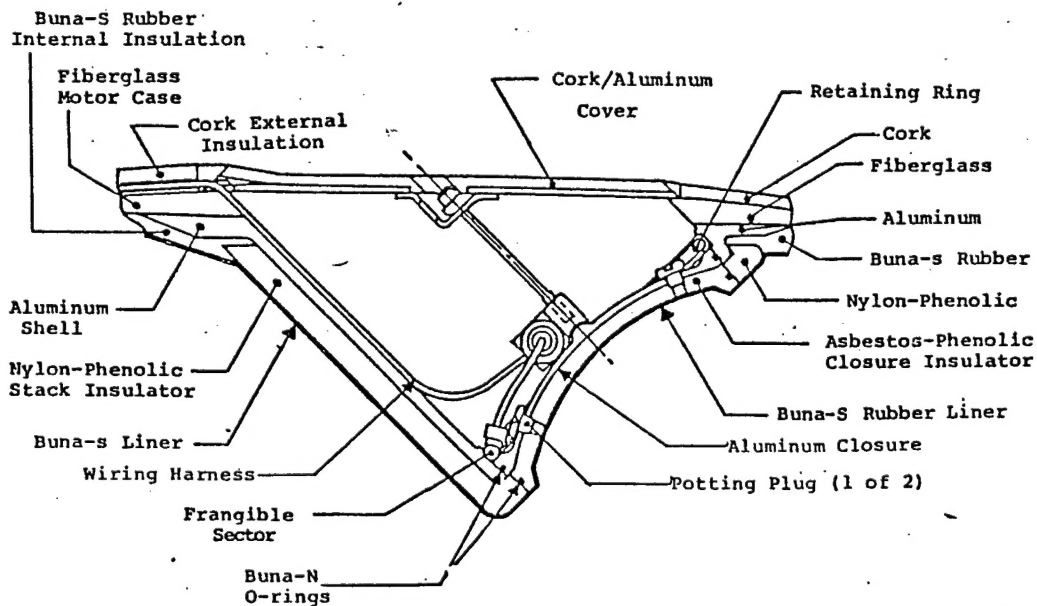 Buna-S Rubber
Internal Insulation
Fiberglass
Motor Case
Cork External
Insulation
Cork/Aluminum
Cover
Retaining Ring
Cork
Fiberglass
Aluminum
Buna-s Rubber
Nylon-Phenolic
Asbestos-Phenolic
Closure Insulator
Buna-S Rubber Liner
Aluminum Closure
Potting Plug (1 of 2)
Aluminum
Shell
Nylon-Phenolic
Stack Insulator
Buna-s Liner
Wiring Harness
Frangible
Sector
Buna-N
O-rings